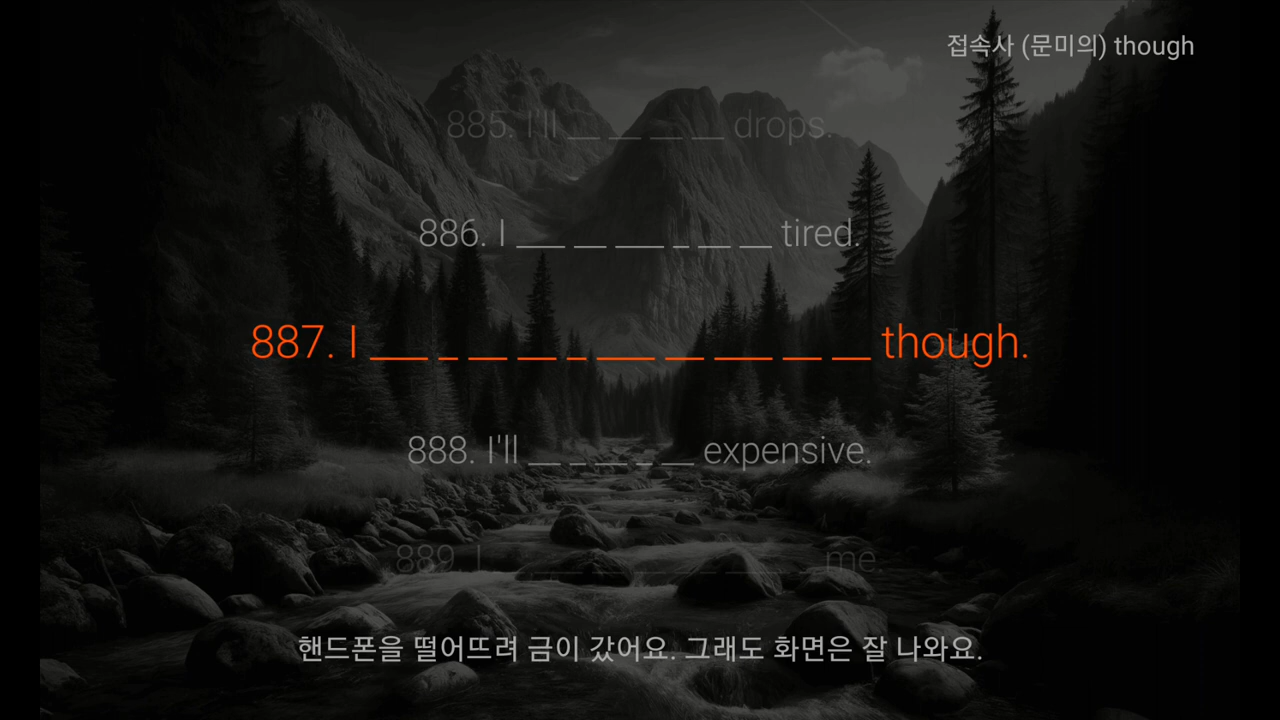 접속사 (문미의) though
885. I'll __ _ __ __ drops.
886. I ___ __ ___ _ __ __ tired.
887. I ___ _ __ __ _ ___ __ ___ __ __ though.
888. I'll __ _ __ _ __ expensive.
889. I me.
핸드폰을 떨어뜨려 금이 갔어요. 그래도 화면은 잘 나와요.